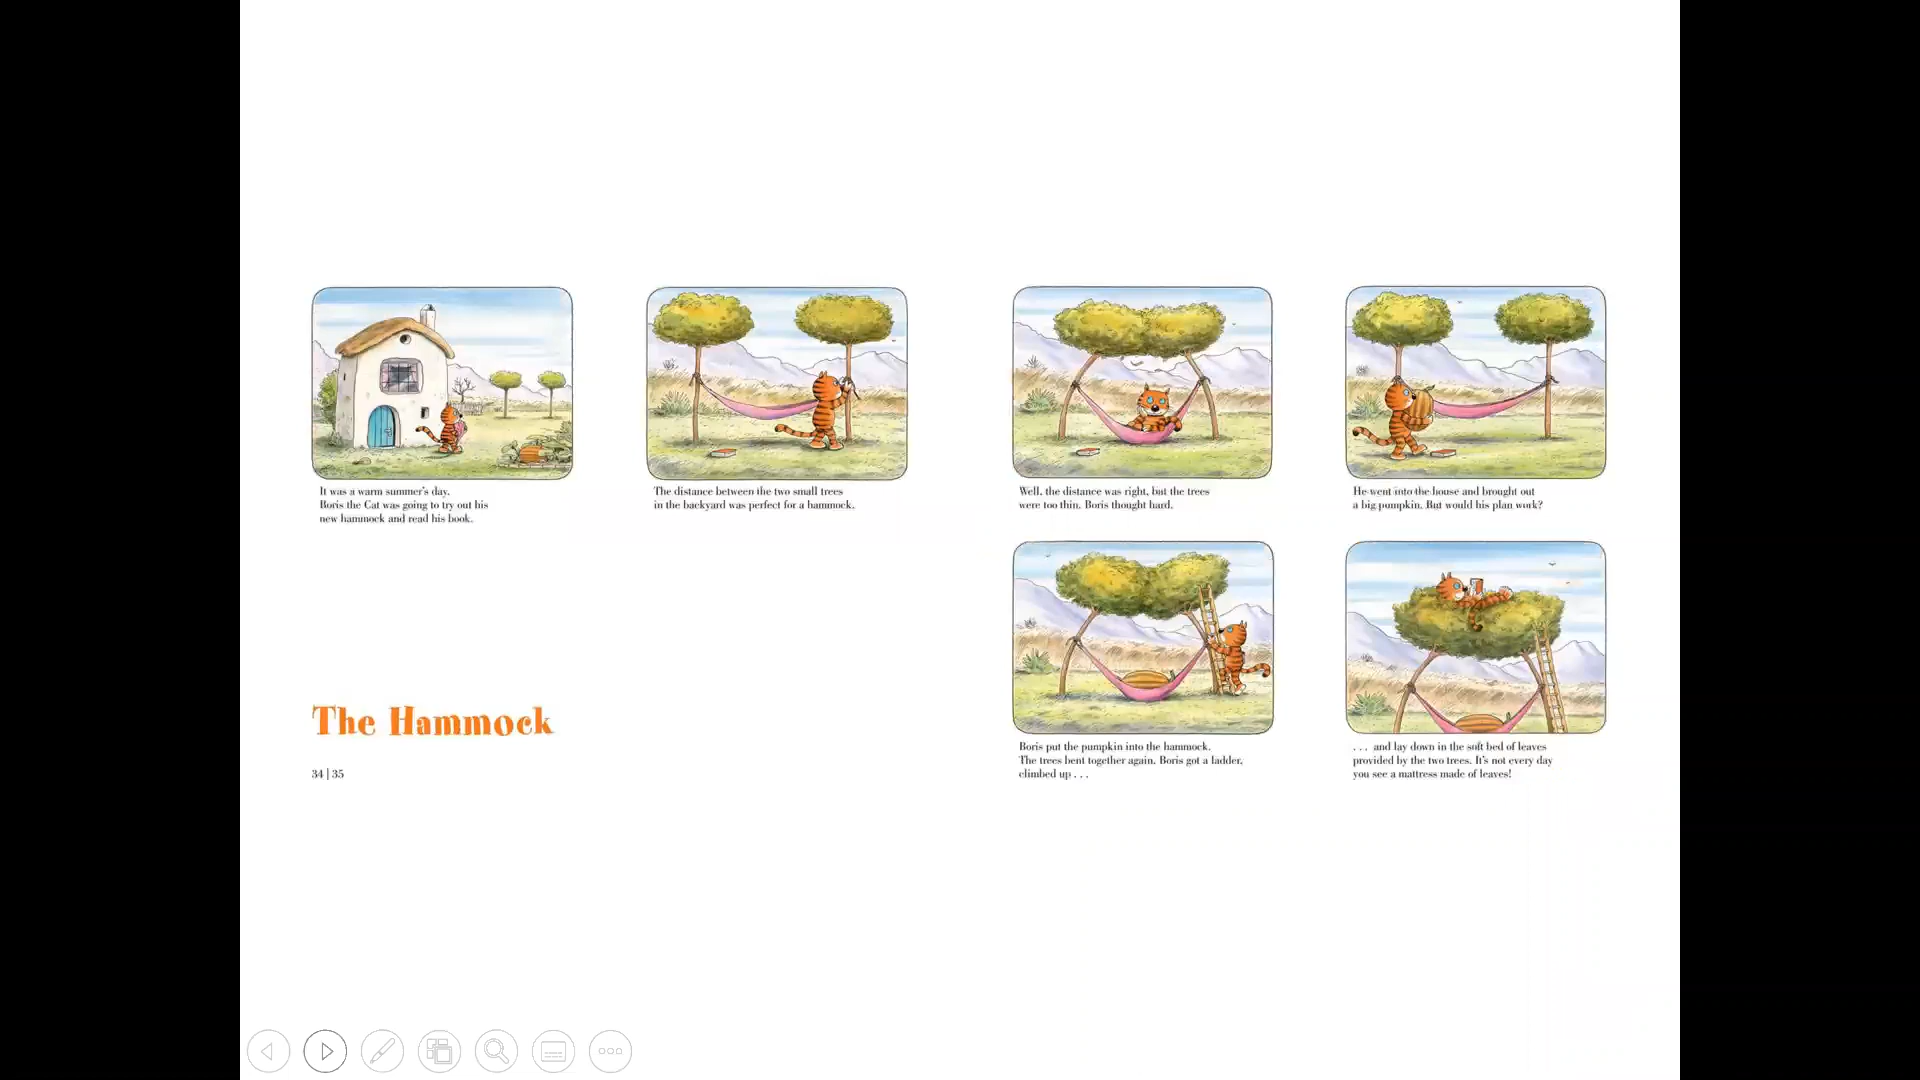 It was a warm summer's day.
Boris the Cat was going to try out his
new hammock and read his book.
The distance between the two small trees
in the backyard was perfect for a hammock.
Well, the distance was right, but the trees
were too thin. Boris thought hard.
He went into the house and brought out
a big pumpkin. But would his plan work?
Boris put the pumpkin into the hammock.
The trees bent together again. Boris got a ladder,
climbed up . . .
. . . and lay down in the soft bed of leaves
provided by the two trees. It's not every day
you see a mattress made of leaves!
The Hammock
34 | 35